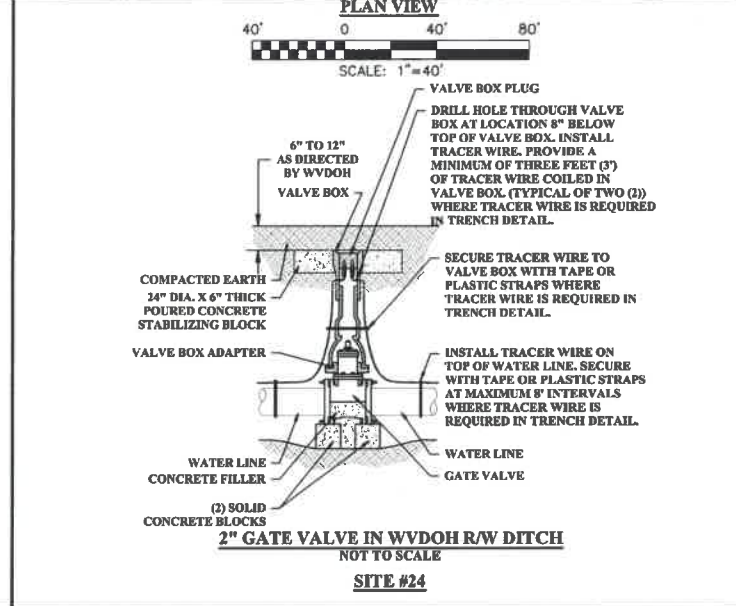 PLAN VIEW
40' 0 40' 80'
SCALE: 1"=40'
VALVE BOX PLUG
DRILL HOLE THROUGH VALVE
BOX AT LOCATION 8" BELOW
TOP OF VALVE BOX. INSTALL
TRACER WIRE. PROVIDE A
MINIMUM OF THREE FEET (3')
OF TRACER WIRE COILED IN
VALVE BOX. (TYPICAL OF TWO (2))
WHERE TRACER WIRE IS REQUIRED
IN TRENCH DETAIL.
6" TO 12"
AS DIRECTED
BY WVDOH
VALVE BOX
SECURE TRACER WIRE TO
VALVE BOX WITH TAPE OR
PLASTIC STRAPS WHERE
TRACER WIRE IS REQUIRED IN
TRENCH DETAIL.
COMPACTED EARTH
24" DIA. X 6" THICK
POURED CONCRETE
STABILIZING BLOCK
VALVE BOX ADAPTER
INSTALL TRACER WIRE ON
TOP OF WATER LINE. SECURE
WITH TAPE OR PLASTIC STRAPS
AT MAXIMUM 8' INTERVALS
WHERE TRACER WIRE IS
REQUIRED IN TRENCH DETAIL.
WATER LINE
WATER LINE
CONCRETE FILLER
GATE VALVE
(2) SOLID
CONCRETE BLOCKS
2" GATE VALVE IN WVDOH R/W DITCH
NOT TO SCALE
SITE #24